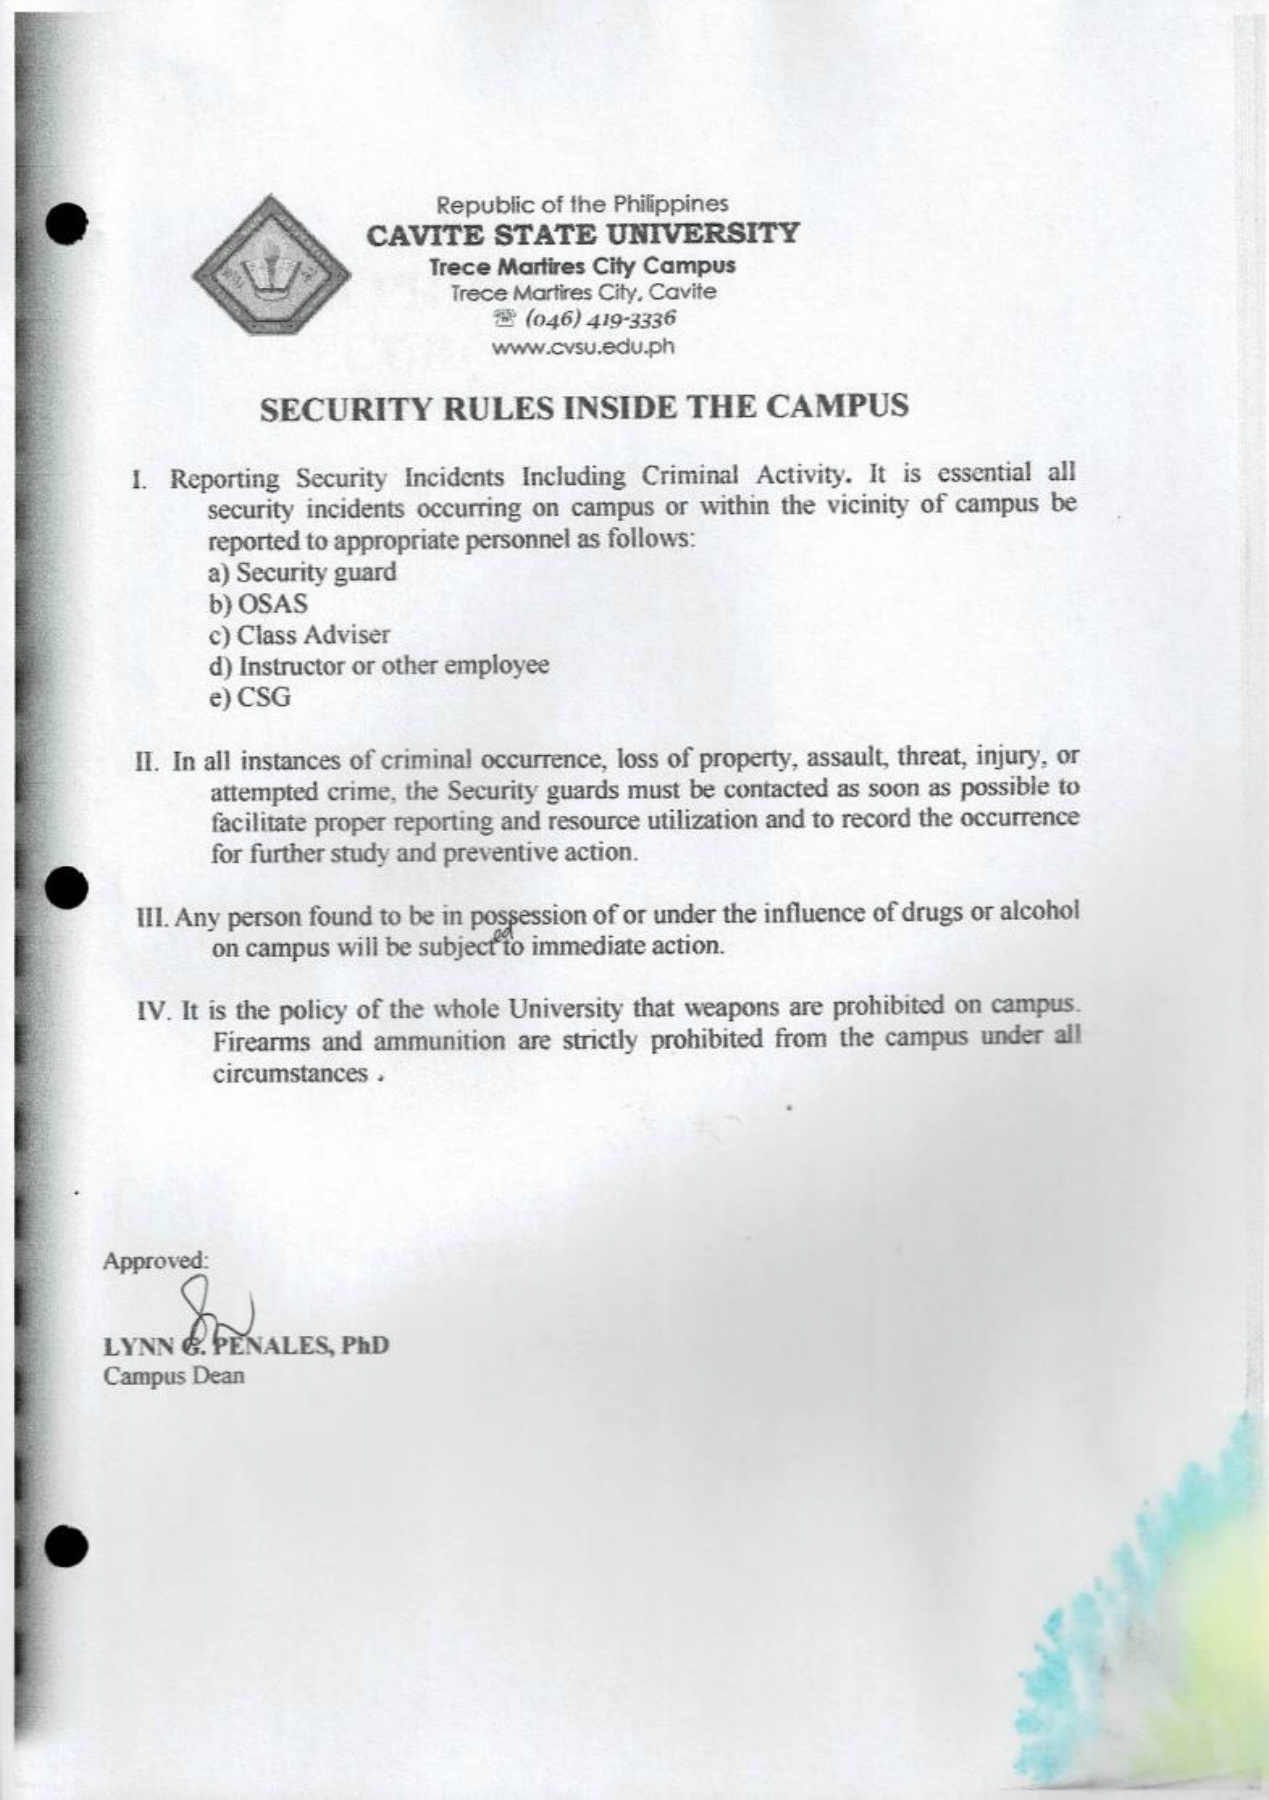 Republic of the Philippines
CAVITE STATE UNIVERSITY
Trece Martires City Campus
Trece Martires City, Cavite
☏ (046) 419-3336
www.cvsu.edu.ph
SECURITY RULES INSIDE THE CAMPUS
I. Reporting Security Incidents Including Criminal Activity. It is essential all
security incidents occurring on campus or within the vicinity of campus be
reported to appropriate personnel as follows:
a) Security guard
b) OSAS
c) Class Adviser
d) Instructor or other employee
e) CSG
II. In all instances of criminal occurrence, loss of property, assault, threat, injury, or
attempted crime, the Security guards must be contacted as soon as possible to
facilitate proper reporting and resource utilization and to record the occurrence
for further study and preventive action.
III. Any person found to be in possession of or under the influence of drugs or alcohol
on campus will be subjected to immediate action.
IV. It is the policy of the whole University that weapons are prohibited on campus.
Firearms and ammunition are strictly prohibited from the campus under all
circumstances .
Approved:
LYNN G. PENALES, PhD
Campus Dean